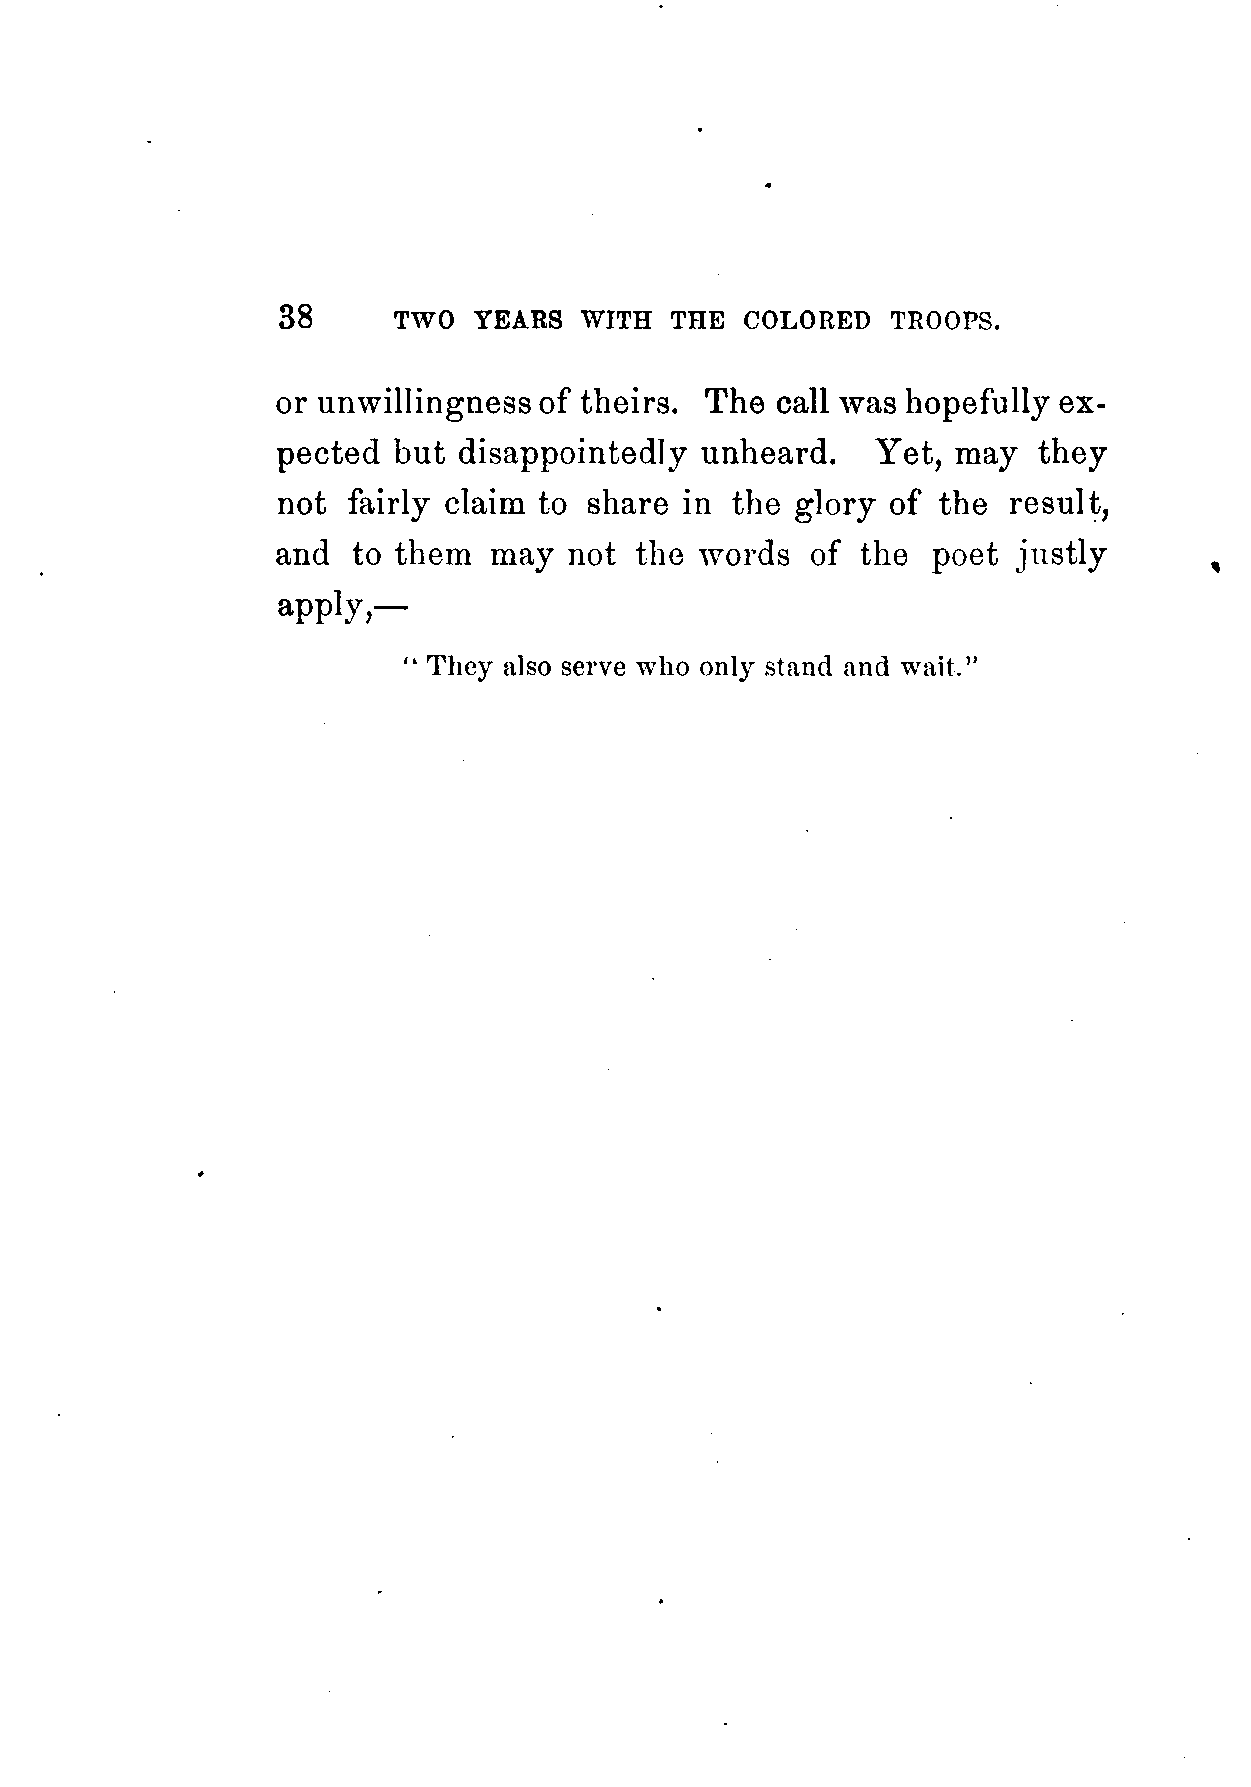 38 TWO YEARS WITH THE COLORED TROOPS.
or unwillingness of theirs. The call was hopefully ex-
pected but disappointedly unheard. Yet, may they
not fairly claim to share in the glory of the result,
and to them may not the words of the poet justly
apply,—
“ They also serve who only stand and wait.”